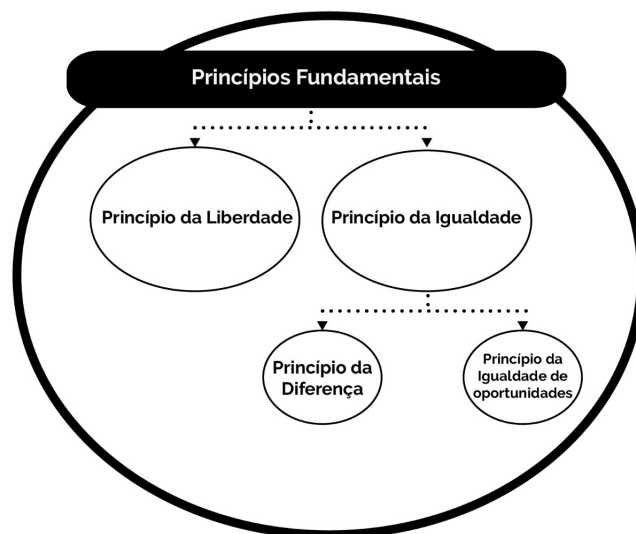 Princípios Fundamentais
Princípio da Liberdade
Princípio da Igualdade
Princípio da
Diferença
Princípio da
Igualdade de
oportunidades